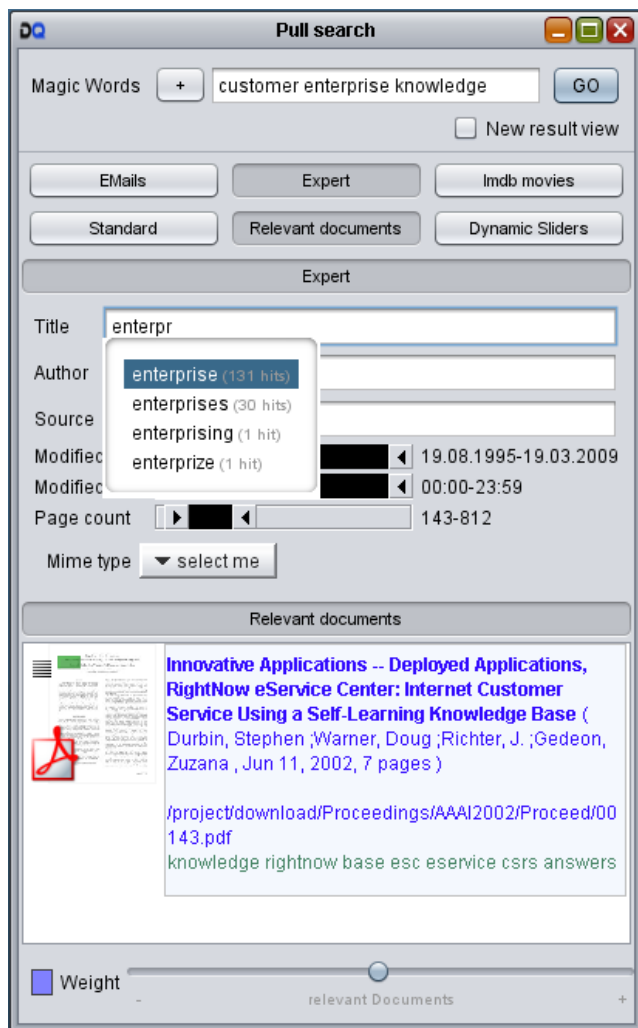 DQ Pull search
Magic Words + customer enterprise knowledge GO
New result view
EMails Expert Imdb movies
Standard Relevant documents Dynamic Sliders
Expert
Title enterpr
Author
enterprise (131 hits)
enterprises (30 hits)
Source
enterprising (1 hit)
Modified 19.08.1995-19.03.2009
enterprize (1 hit)
Modified 00:00-23:59
Page count 143-812
Mime type select me
Relevant documents
Innovative Applications -- Deployed Applications,
RightNow eService Center: Internet Customer
Service Using a Self-Learning Knowledge Base (
Durbin, Stephen ;Warner, Doug ;Richter, J. ;Gedeon,
Zuzana , Jun 11, 2002, 7 pages )
/project/download/Proceedings/AAAI2002/Proceed/00
143.pdf
knowledge rightnow base esc eservice csrs answers
Weight
- relevant Documents +